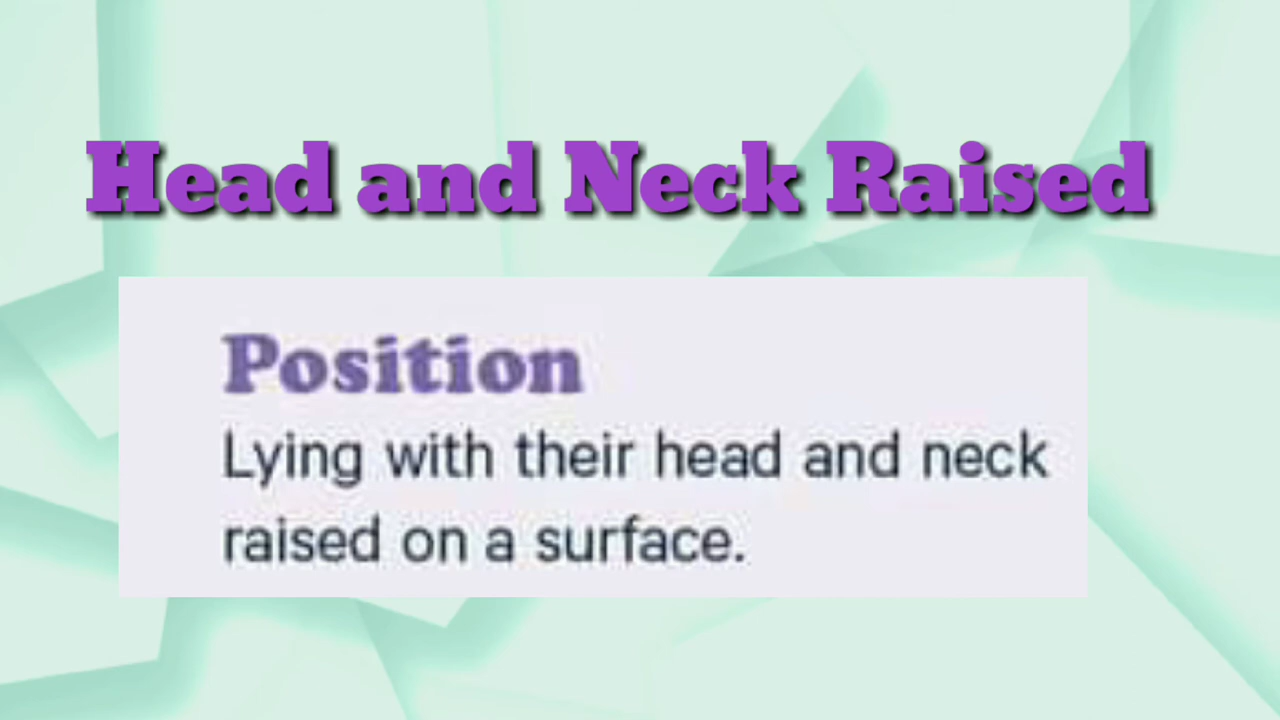 Head and Neck Raised
Position
Lying with their head and neck
raised on a surface.